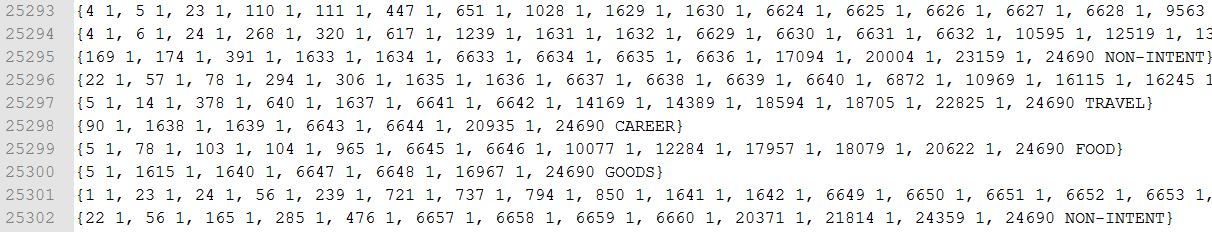 25293 {4 1, 5 1, 23 1, 110 1, 111 1, 447 1, 651 1, 1028 1, 1629 1, 1630 1, 6624 1, 6625 1, 6626 1, 6627 1, 6628 1, 9563
25294 {4 1, 6 1, 24 1, 268 1, 320 1, 617 1, 1239 1, 1631 1, 1632 1, 6629 1, 6630 1, 6631 1, 6632 1, 10595 1, 12519 1, 13
25295 {169 1, 174 1, 391 1, 1633 1, 1634 1, 6633 1, 6634 1, 6635 1, 6636 1, 17094 1, 20004 1, 23159 1, 24690 NON-INTENT}
25296 {22 1, 57 1, 78 1, 294 1, 306 1, 1635 1, 1636 1, 6637 1, 6638 1, 6639 1, 6640 1, 6872 1, 10969 1, 16115 1, 16245 1
25297 {5 1, 14 1, 378 1, 640 1, 1637 1, 6641 1, 6642 1, 14169 1, 14389 1, 18594 1, 18705 1, 22825 1, 24690 TRAVEL}
25298 {90 1, 1638 1, 1639 1, 6643 1, 6644 1, 20935 1, 24690 CAREER}
25299 {5 1, 78 1, 103 1, 104 1, 965 1, 6645 1, 6646 1, 10077 1, 12284 1, 17957 1, 18079 1, 20622 1, 24690 FOOD}
25300 {5 1, 1615 1, 1640 1, 6647 1, 6648 1, 16967 1, 24690 GOODS}
25301 {1 1, 23 1, 24 1, 56 1, 239 1, 721 1, 737 1, 794 1, 850 1, 1641 1, 1642 1, 6649 1, 6650 1, 6651 1, 6652 1, 6653 1,
25302 {22 1, 56 1, 165 1, 285 1, 476 1, 6657 1, 6658 1, 6659 1, 6660 1, 20371 1, 21814 1, 24359 1, 24690 NON-INTENT}